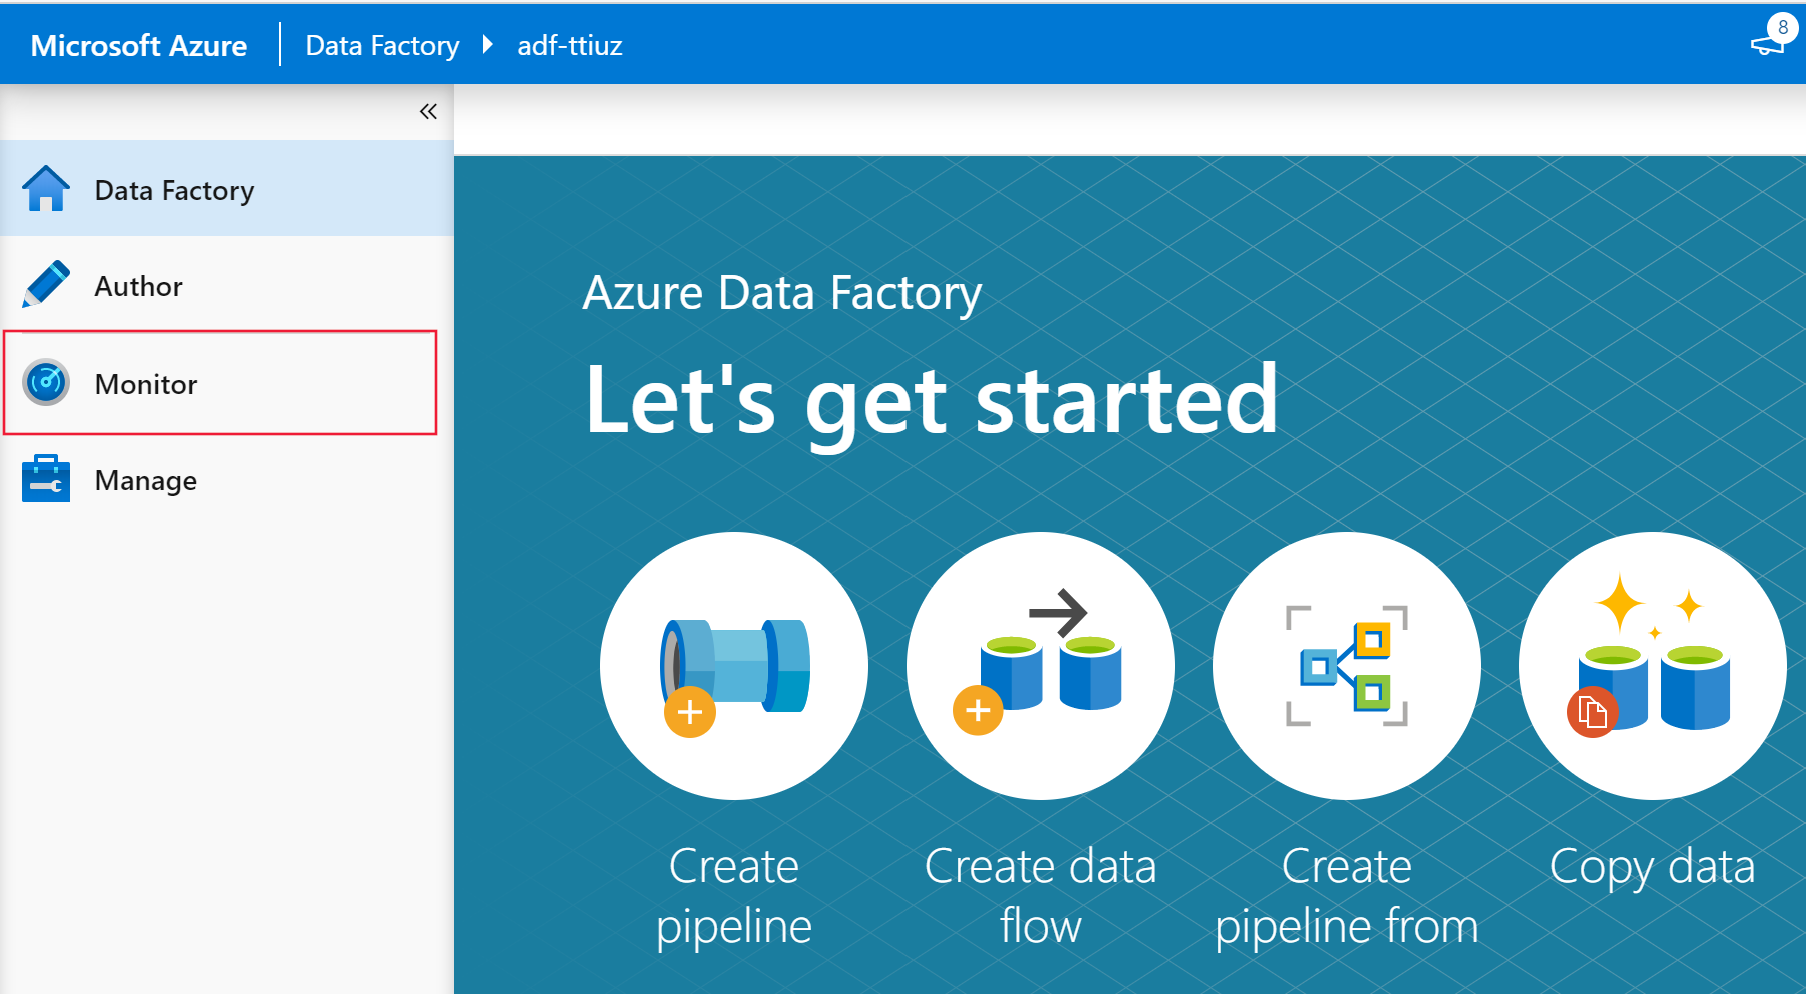 Microsoft Azure
Data Factory
adf-ttiuz
8
Data Factory
Author
Monitor
Manage
Azure Data Factory
Let's get started
Create
pipeline
Create data
flow
Create
pipeline from
Copy data